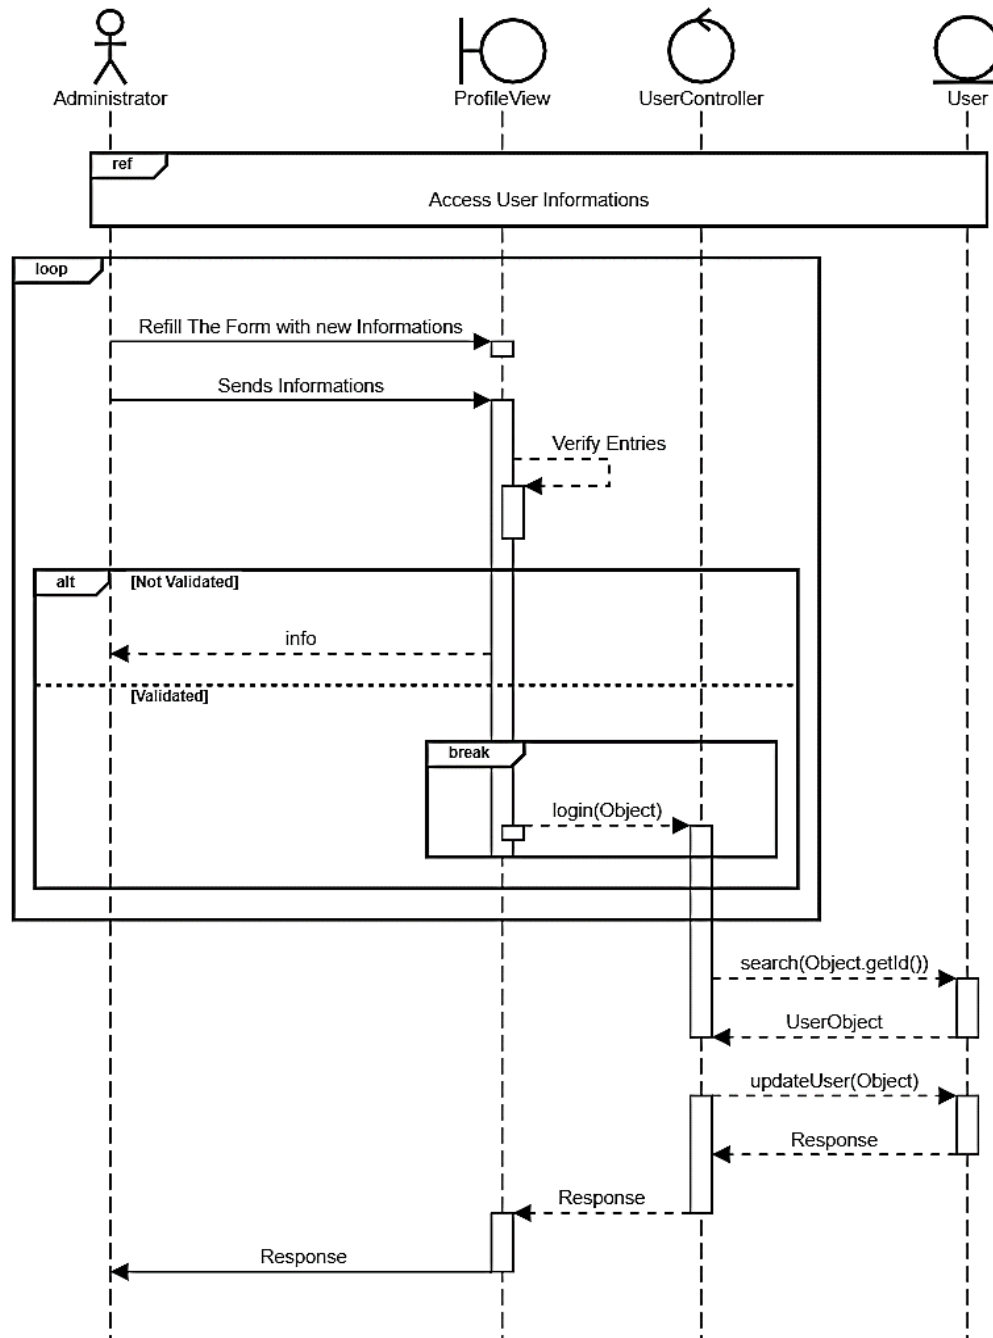 Administrator
ProfileView
UserController
User
ref
Access User Informations
loop
Refill The Form with new Informations
Sends Informations
Verify Entries
alt
[Not Validated]
info
[Validated]
break
login(Object)
search(Object.getId())
UserObject
updateUser(Object)
Response
Response
Response